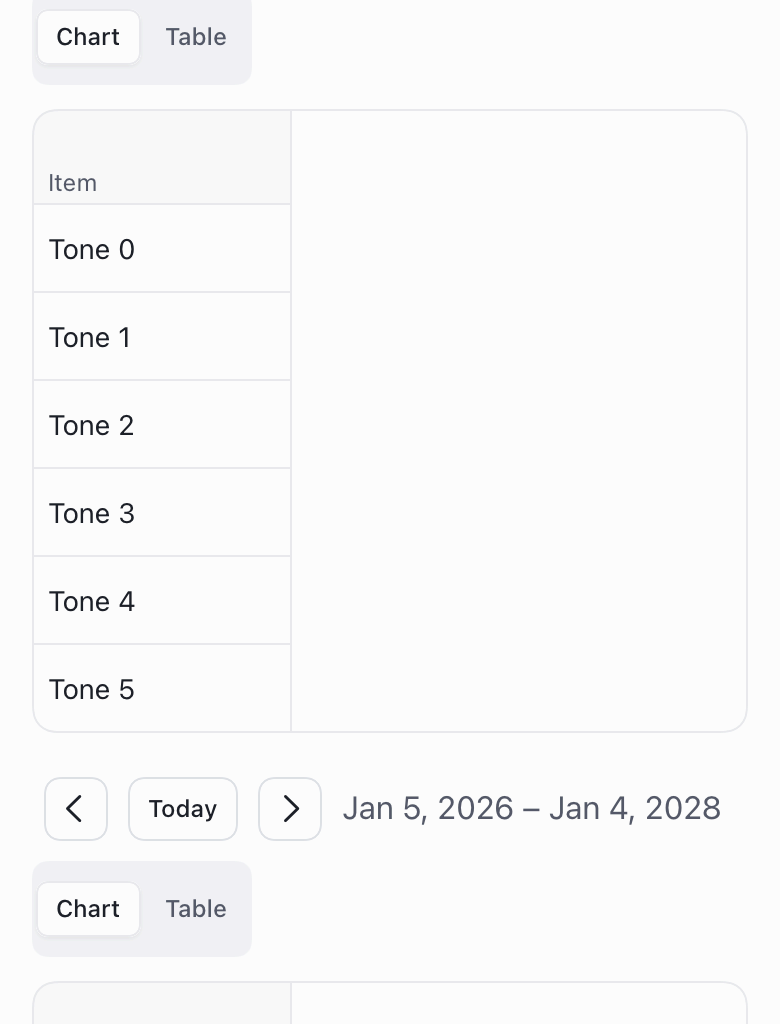 Chart Table
Item
Tone 0
Tone 1
Tone 2
Tone 3
Tone 4
Tone 5
Today Jan 5, 2026 – Jan 4, 2028
Chart Table